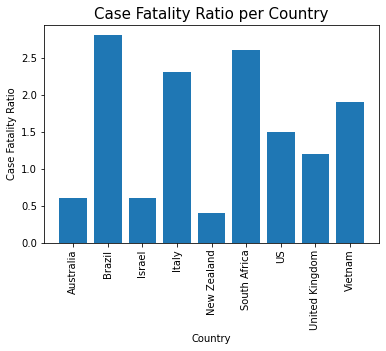 Case Fatality Ratio per Country
Case Fatality Ratio
2.5
2.0
1.5
1.0
0.5
0.0
Australia
Brazil
Israel
Italy
New Zealand
South Africa
US
United Kingdom
Vietnam
Country